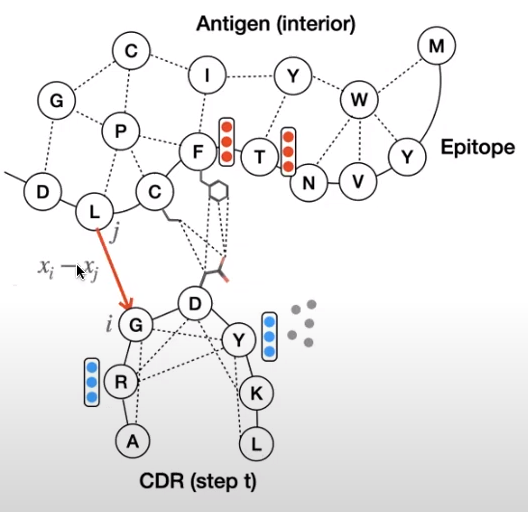 Antigen (interior)
M
C
I
Y
W
G
P
F
T
Y
Epitope
D
L
C
N
V
j
x_i − x_j
i
G
D
Y
R
K
A
L
CDR (step t)